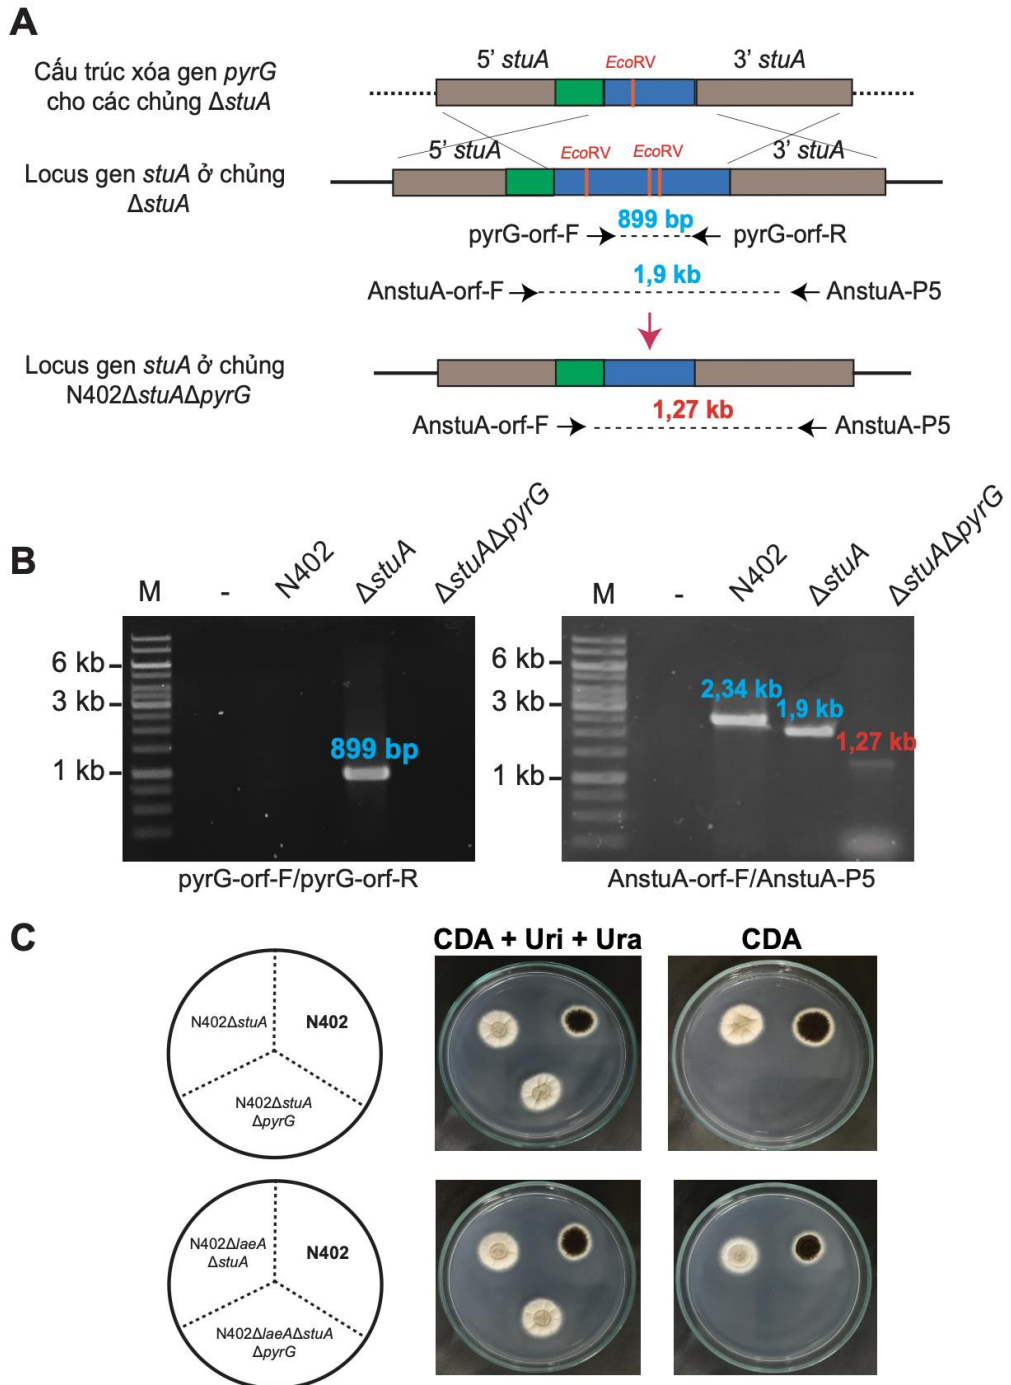 A
5' stuA
EcoRV
3' stuA
Cấu trúc xóa gen pyrG
cho các chủng ΔstuA
5' stuA
EcoRV
EcoRV
3' stuA
Locus gen stuA ở chủng
ΔstuA
899 bp
pyrG-orf-F
pyrG-orf-R
1,9 kb
AnstuA-orf-F
AnstuA-P5
Locus gen stuA ở chủng
N402ΔstuAΔpyrG
1,27 kb
AnstuA-orf-F
AnstuA-P5
B
M - N402 ΔstuA ΔstuAΔpyrG
6 kb
3 kb
1 kb
899 bp
pyrG-orf-F/pyrG-orf-R
M - N402 ΔstuA ΔstuAΔpyrG
6 kb
3 kb
1 kb
2,34 kb
1,9 kb
1,27 kb
AnstuA-orf-F/AnstuA-P5
C
CDA + Uri + Ura
CDA
N402ΔstuA
N402
N402ΔstuA
ΔpyrG
N402ΔlaeA
ΔstuA
N402
N402ΔlaeAΔstuA
ΔpyrG